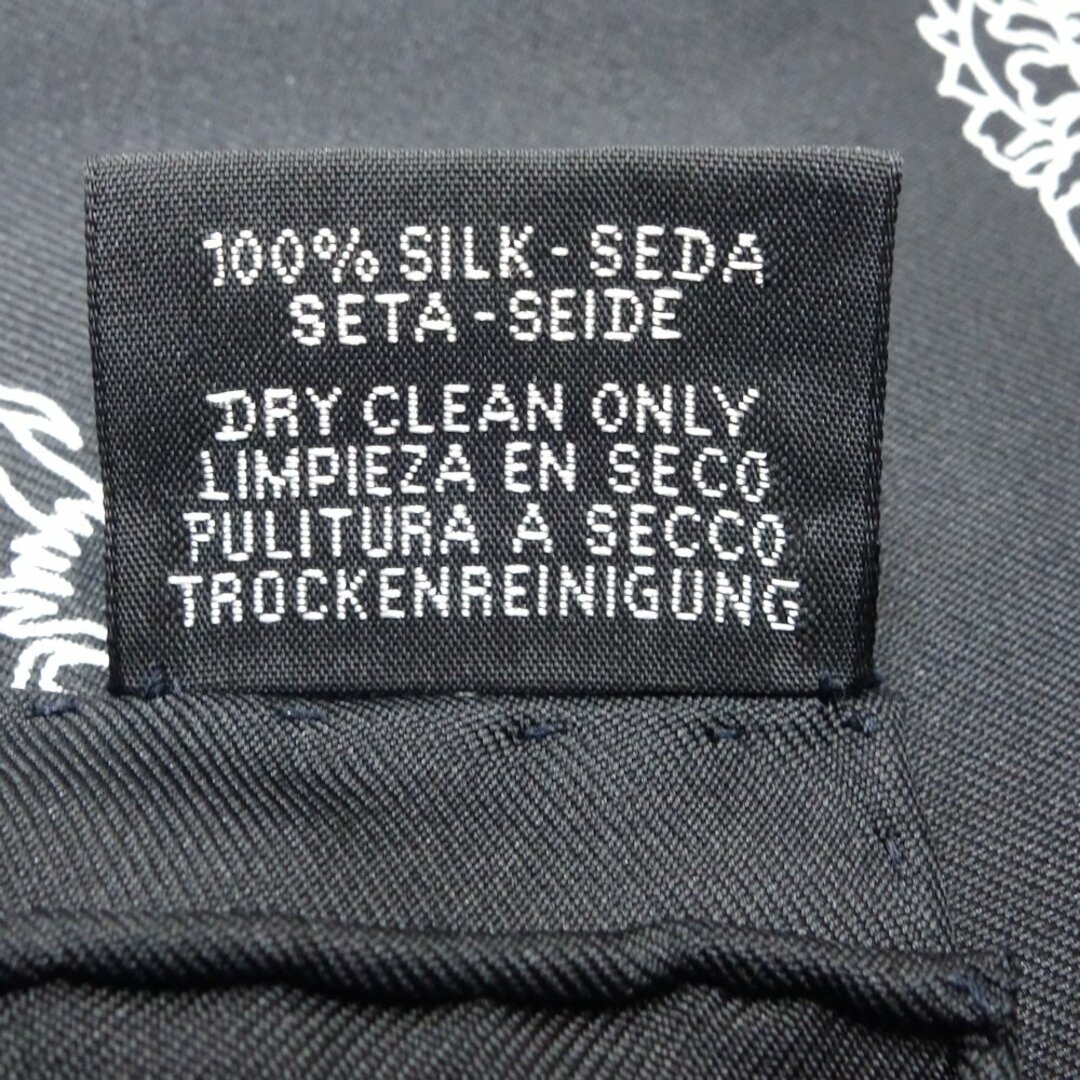 100% SILK - SEDA
SETA - SEIDE
DRY CLEAN ONLY
LIMPIEZA EN SECO
PULITURA A SECCO
TROCKENREINIGUNG